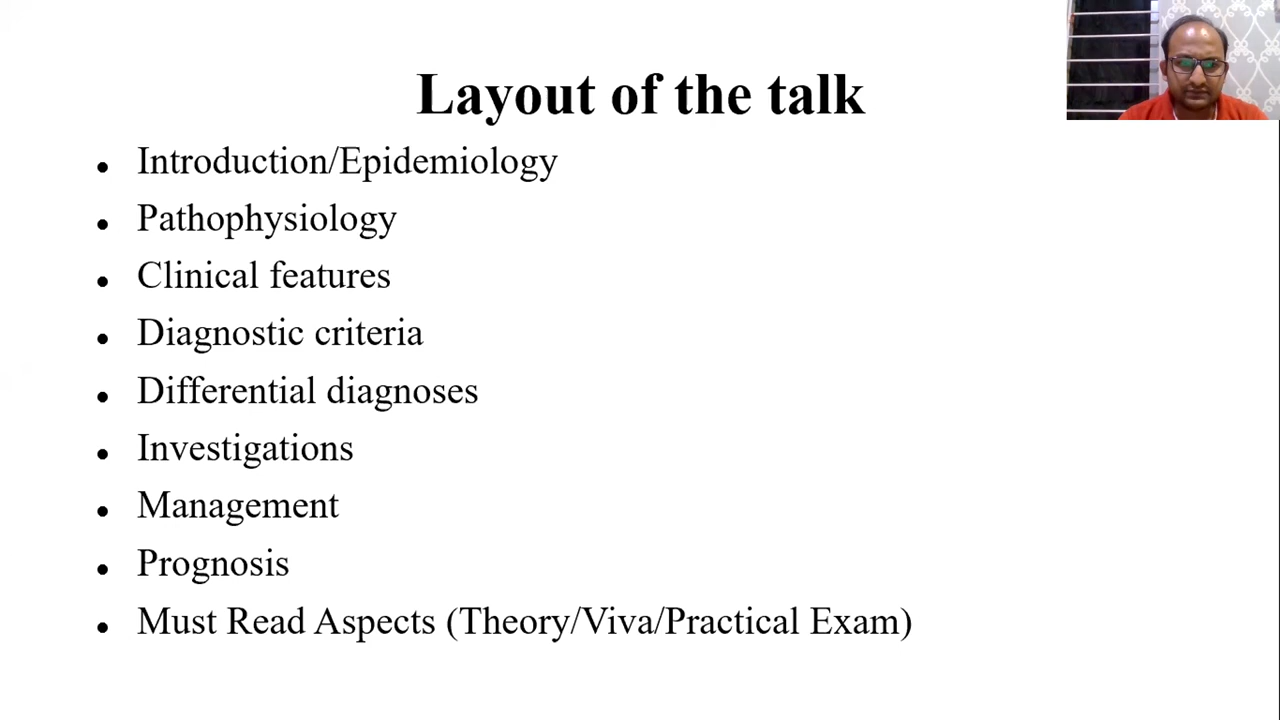 Layout of the talk
• Introduction/Epidemiology
• Pathophysiology
• Clinical features
• Diagnostic criteria
• Differential diagnoses
• Investigations
• Management
• Prognosis
• Must Read Aspects (Theory/Viva/Practical Exam)